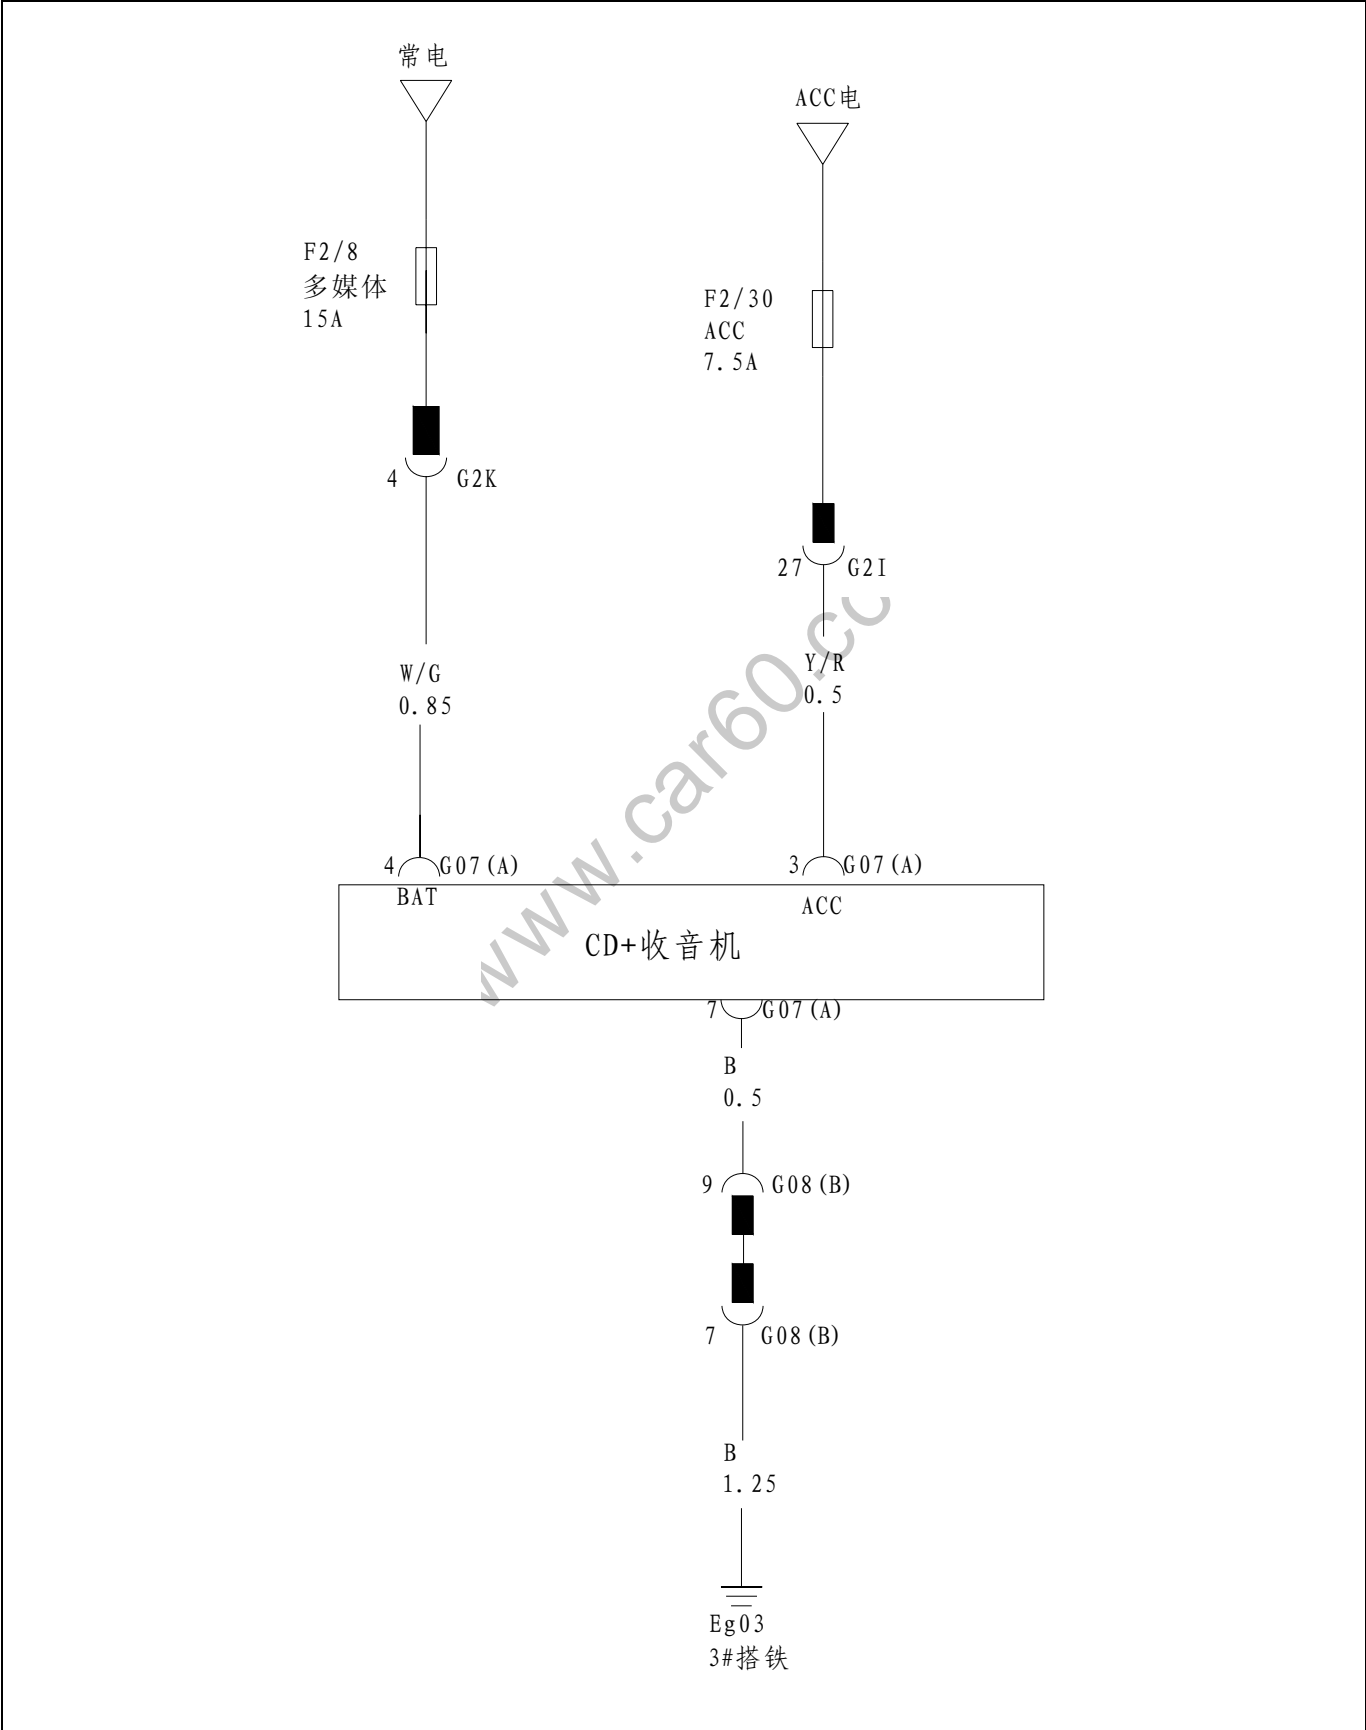 常电
ACC电
F2/8
多媒体
15A
F2/30
ACC
7.5A
4 G2K
27 G2I
W/G
0.85
Y/R
0.5
4 G07(A)
3 G07(A)
BAT
ACC
CD+收音机
7 G07(A)
B
0.5
9 G08(B)
7 G08(B)
B
1.25
Eg03
3#搭铁
www.car60.co